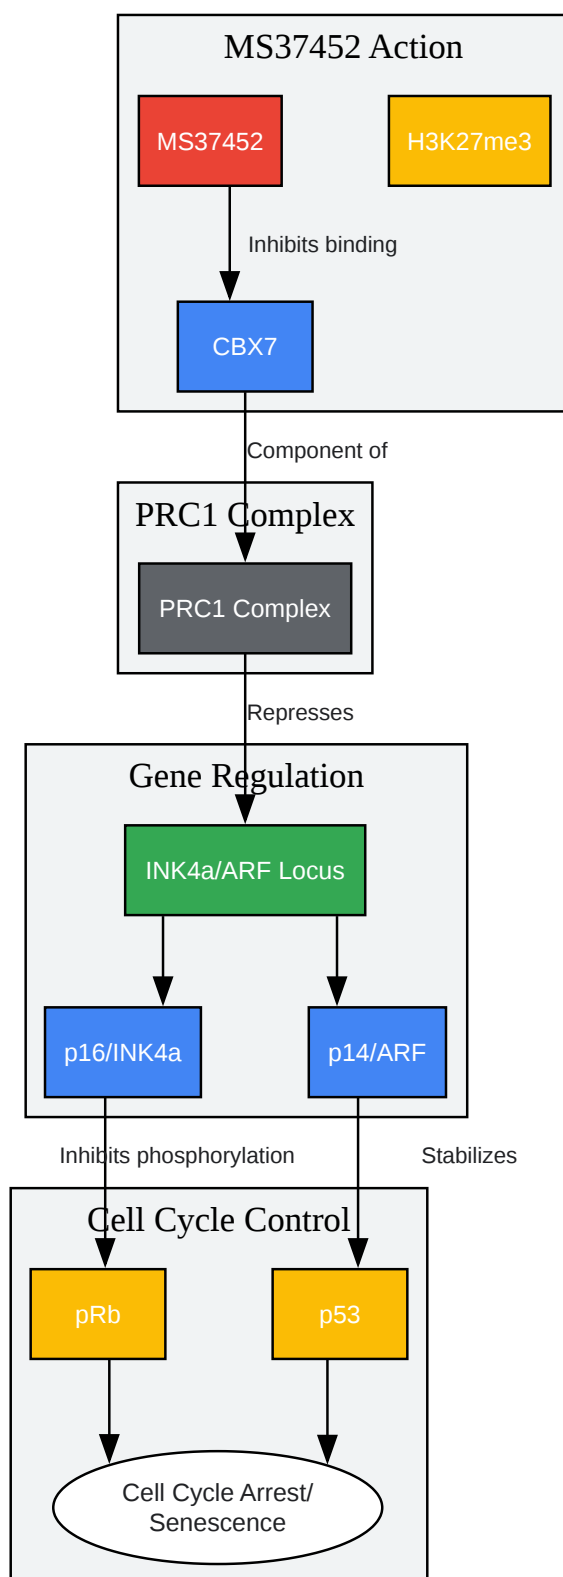 MS37452 Action
MS37452
H3K27me3
Inhibits binding
CBX7
Component of
PRC1 Complex
PRC1 Complex
Represses
Gene Regulation
INK4a/ARF Locus
p16/INK4a
p14/ARF
Inhibits phosphorylation
Stabilizes
Cell Cycle Control
pRb
p53
Cell Cycle Arrest/
Senescence